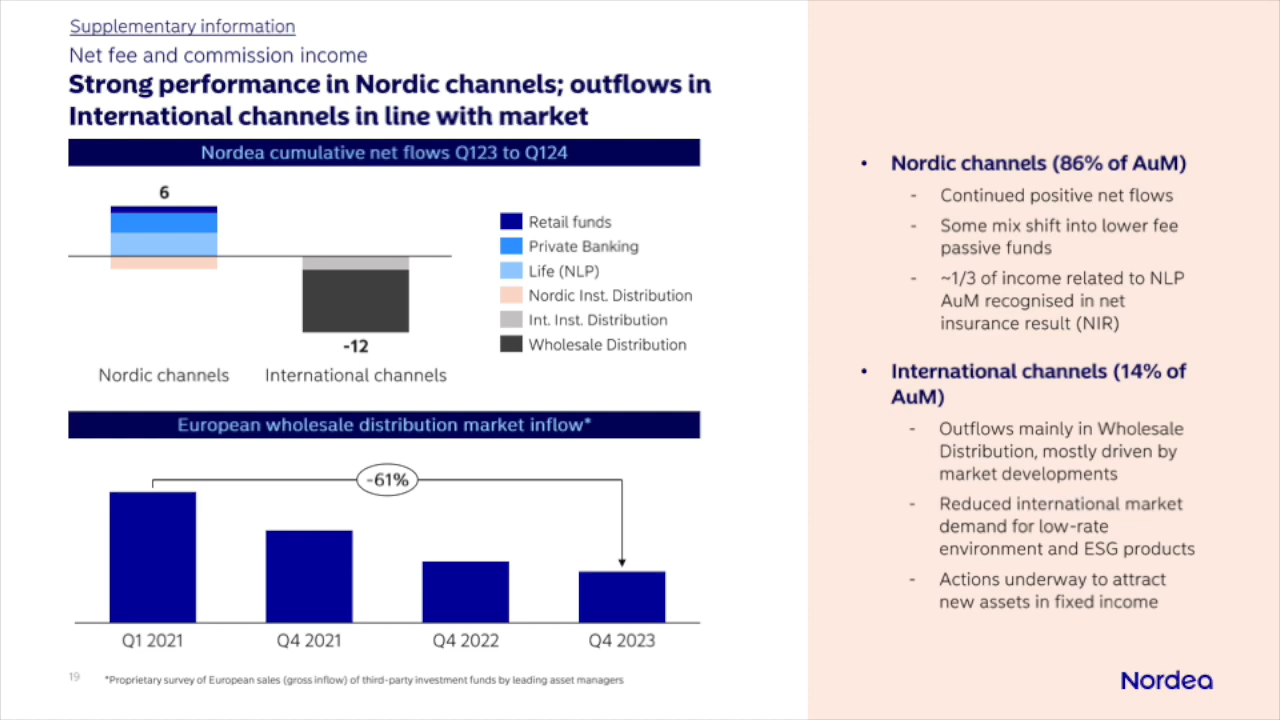 Supplementary information
Net fee and commission income
Strong performance in Nordic channels; outflows in
International channels in line with market
Nordea cumulative net flows Q123 to Q124
6
-12
Nordic channels
International channels
Retail funds
Private Banking
Life (NLP)
Nordic Inst. Distribution
Int. Inst. Distribution
Wholesale Distribution
European wholesale distribution market inflow*
-61%
Q1 2021
Q4 2021
Q4 2022
Q4 2023
19
*Proprietary survey of European sales (gross inflow) of third-party investment funds by leading asset managers
• Nordic channels (86% of AuM)
- Continued positive net flows
- Some mix shift into lower fee
passive funds
- ~1/3 of income related to NLP
AuM recognised in net
insurance result (NIR)
• International channels (14% of
AuM)
- Outflows mainly in Wholesale
Distribution, mostly driven by
market developments
- Reduced international market
demand for low-rate
environment and ESG products
- Actions underway to attract
new assets in fixed income
Nordea